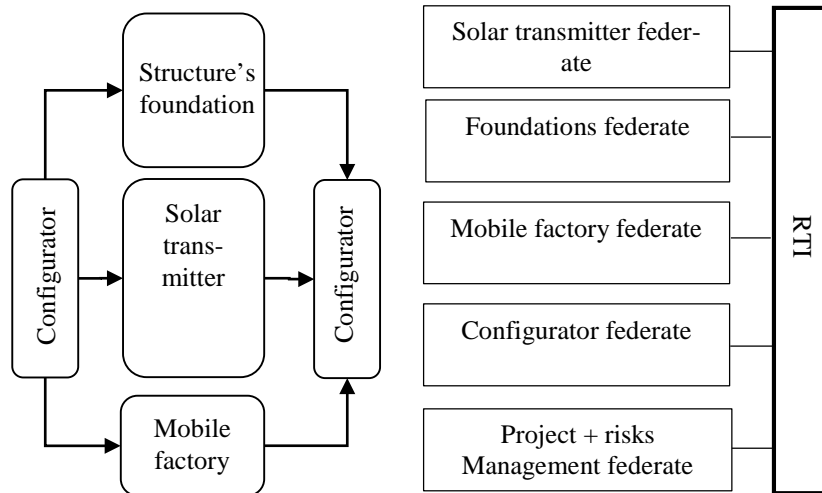 Structure’s
foundation
Configurator
Solar
trans-
mitter
Configurator
Mobile
factory
Solar transmitter feder-
ate
Foundations federate
Mobile factory federate
Configurator federate
Project + risks
Management federate
RTI